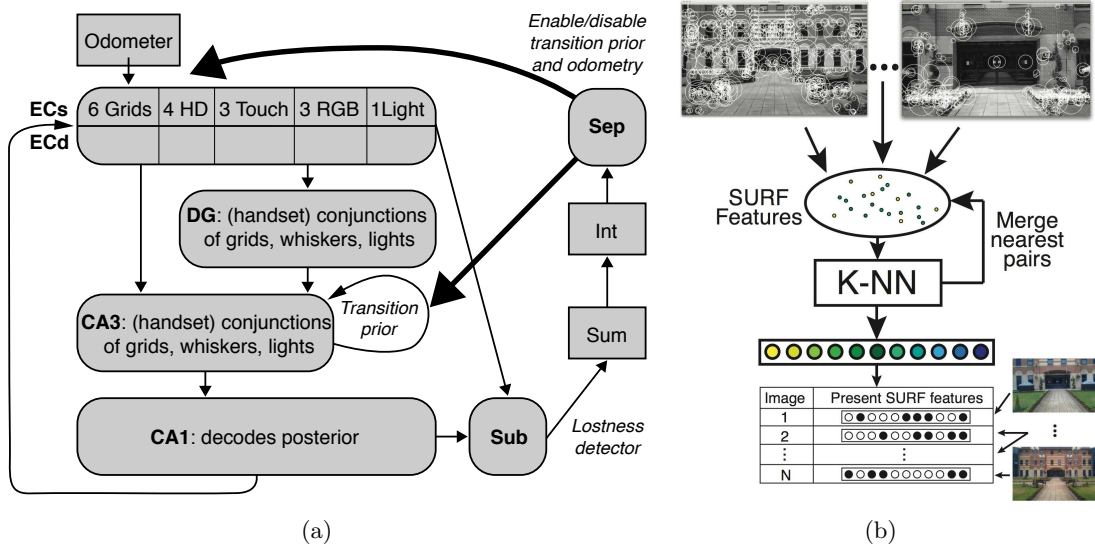 Odometer
Enable/disable
transition prior
and odometry
ECs
6 Grids
4 HD
3 Touch
3 RGB
1Light
ECd
Sep
DG: (handset) conjunctions
of grids, whiskers, lights
Int
CA3: (handset) conjunctions
of grids, whiskers, lights
Transition
prior
Sum
CA1: decodes posterior
Sub
Lostness
detector
(a)
SURF
Features
Merge
nearest
pairs
K-NN
Image Present SURF features
1
2
N
(b)